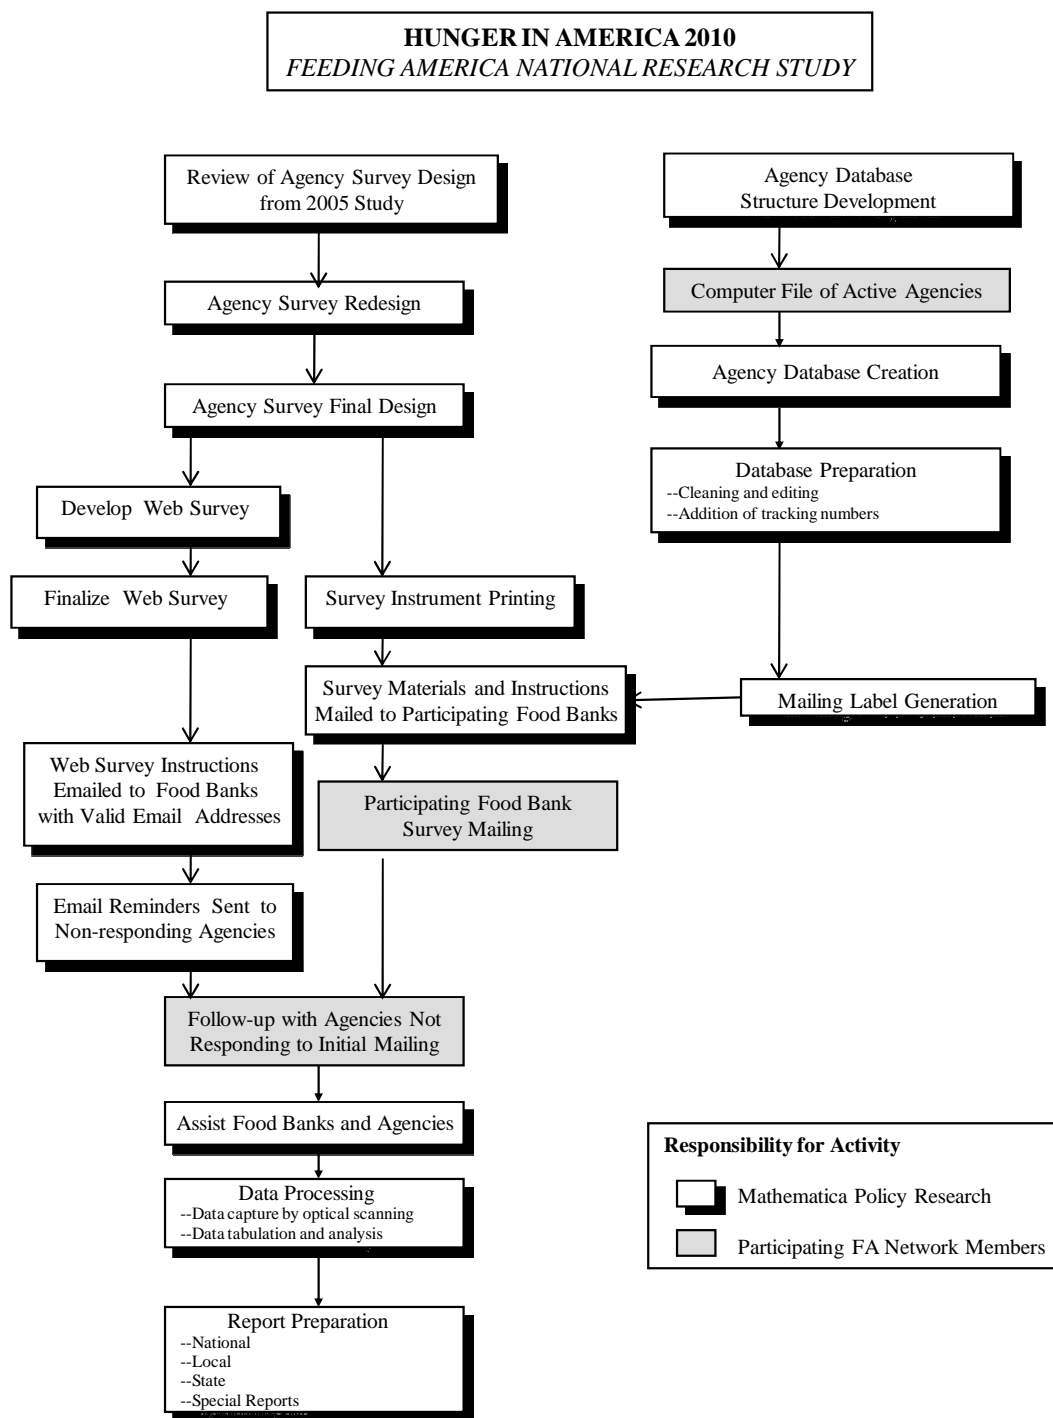 HUNGER IN AMERICA 2010
FEEDING AMERICA NATIONAL RESEARCH STUDY
Review of Agency Survey Design
from 2005 Study
Agency Survey Redesign
Agency Survey Final Design
Develop Web Survey
Finalize Web Survey
Survey Instrument Printing
Survey Materials and Instructions
Mailed to Participating Food Banks
Web Survey Instructions
Emailed to Food Banks
with Valid Email Addresses
Participating Food Bank
Survey Mailing
Email Reminders Sent to
Non-responding Agencies
Follow-up with Agencies Not
Responding to Initial Mailing
Assist Food Banks and Agencies
Data Processing
--Data capture by optical scanning
--Data tabulation and analysis
Report Preparation
--National
--Local
--State
--Special Reports
Agency Database
Structure Development
Computer File of Active Agencies
Agency Database Creation
Database Preparation
--Cleaning and editing
--Addition of tracking numbers
Mailing Label Generation
Responsibility for Activity
Mathematica Policy Research
Participating FA Network Members